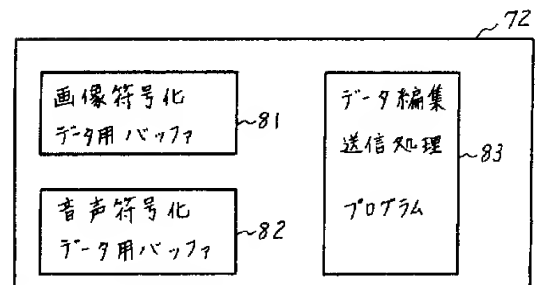 72
画像符号化
データ用バッファ
81
音声符号化
データ用バッファ
82
データ編集
送信処理
プログラム
83